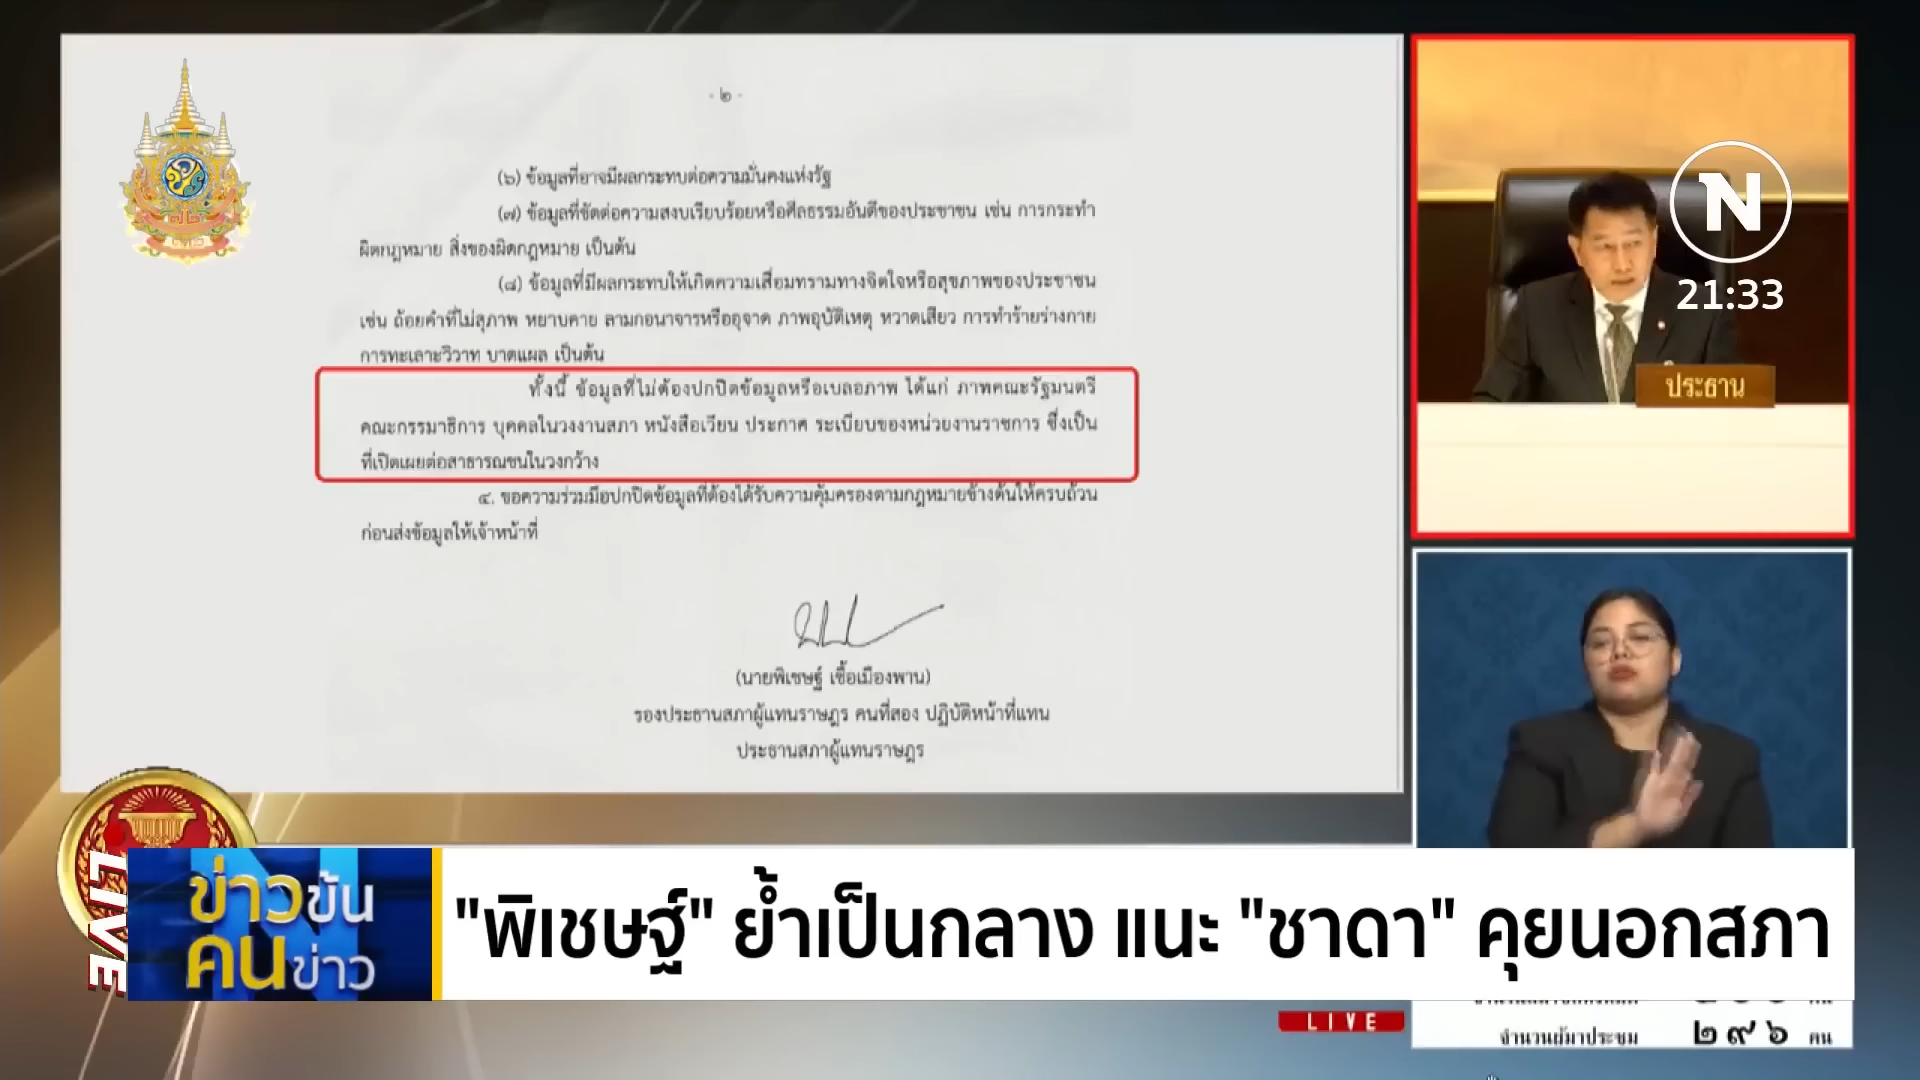 - ๒ -
(๖) ข้อมูลที่อาจมีผลกระทบต่อความมั่นคงแห่งรัฐ
(๗) ข้อมูลที่ขัดต่อความสงบเรียบร้อยหรือศีลธรรมอันดีของประชาชน เช่น การกระทำ
ผิดกฎหมาย สิ่งของผิดกฎหมาย เป็นต้น
(๘) ข้อมูลที่มีผลกระทบให้เกิดความเสื่อมทรามทางจิตใจหรือสุขภาพของประชาชน
เช่น ถ้อยคำที่ไม่สุภาพ หยาบคาย ลามกอนาจารหรืออุจาด ภาพอุบัติเหตุ หวาดเสียว การทำร้ายร่างกาย
การทะเลาะวิวาท บาดแผล เป็นต้น
ทั้งนี้ ข้อมูลที่ไม่ต้องปกปิดข้อมูลหรือเบลอภาพ ได้แก่ ภาพคณะรัฐมนตรี
คณะกรรมาธิการ บุคคลในวงงานสภา หนังสือเวียน ประกาศ ระเบียบของหน่วยงานราชการ ซึ่งเป็น
ที่เปิดเผยต่อสาธารณชนในวงกว้าง
๔. ขอความร่วมมือปกปิดข้อมูลที่ต้องได้รับความคุ้มครองตามกฎหมายข้างต้นให้ครบถ้วน
ก่อนส่งข้อมูลให้เจ้าหน้าที่
(นายพิเชษฐ์ เชื้อเมืองพาน)
รองประธานสภาผู้แทนราษฎร คนที่สอง ปฏิบัติหน้าที่แทน
ประธานสภาผู้แทนราษฎร
N
21:33
ประธาน
LIVE
ข่าวข้น
คนข่าว
"พิเชษฐ์" ย้ำเป็นกลาง แนะ "ชาดา" คุยนอกสภา
LIVE
จำนวนผู้มาประชุม ๒๙๖ คน